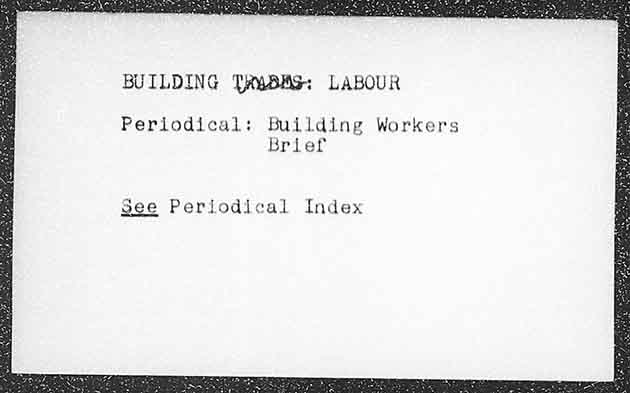 BUILDING TRADES: LABOUR
Periodical: Building Workers
Brief
See Periodical Index